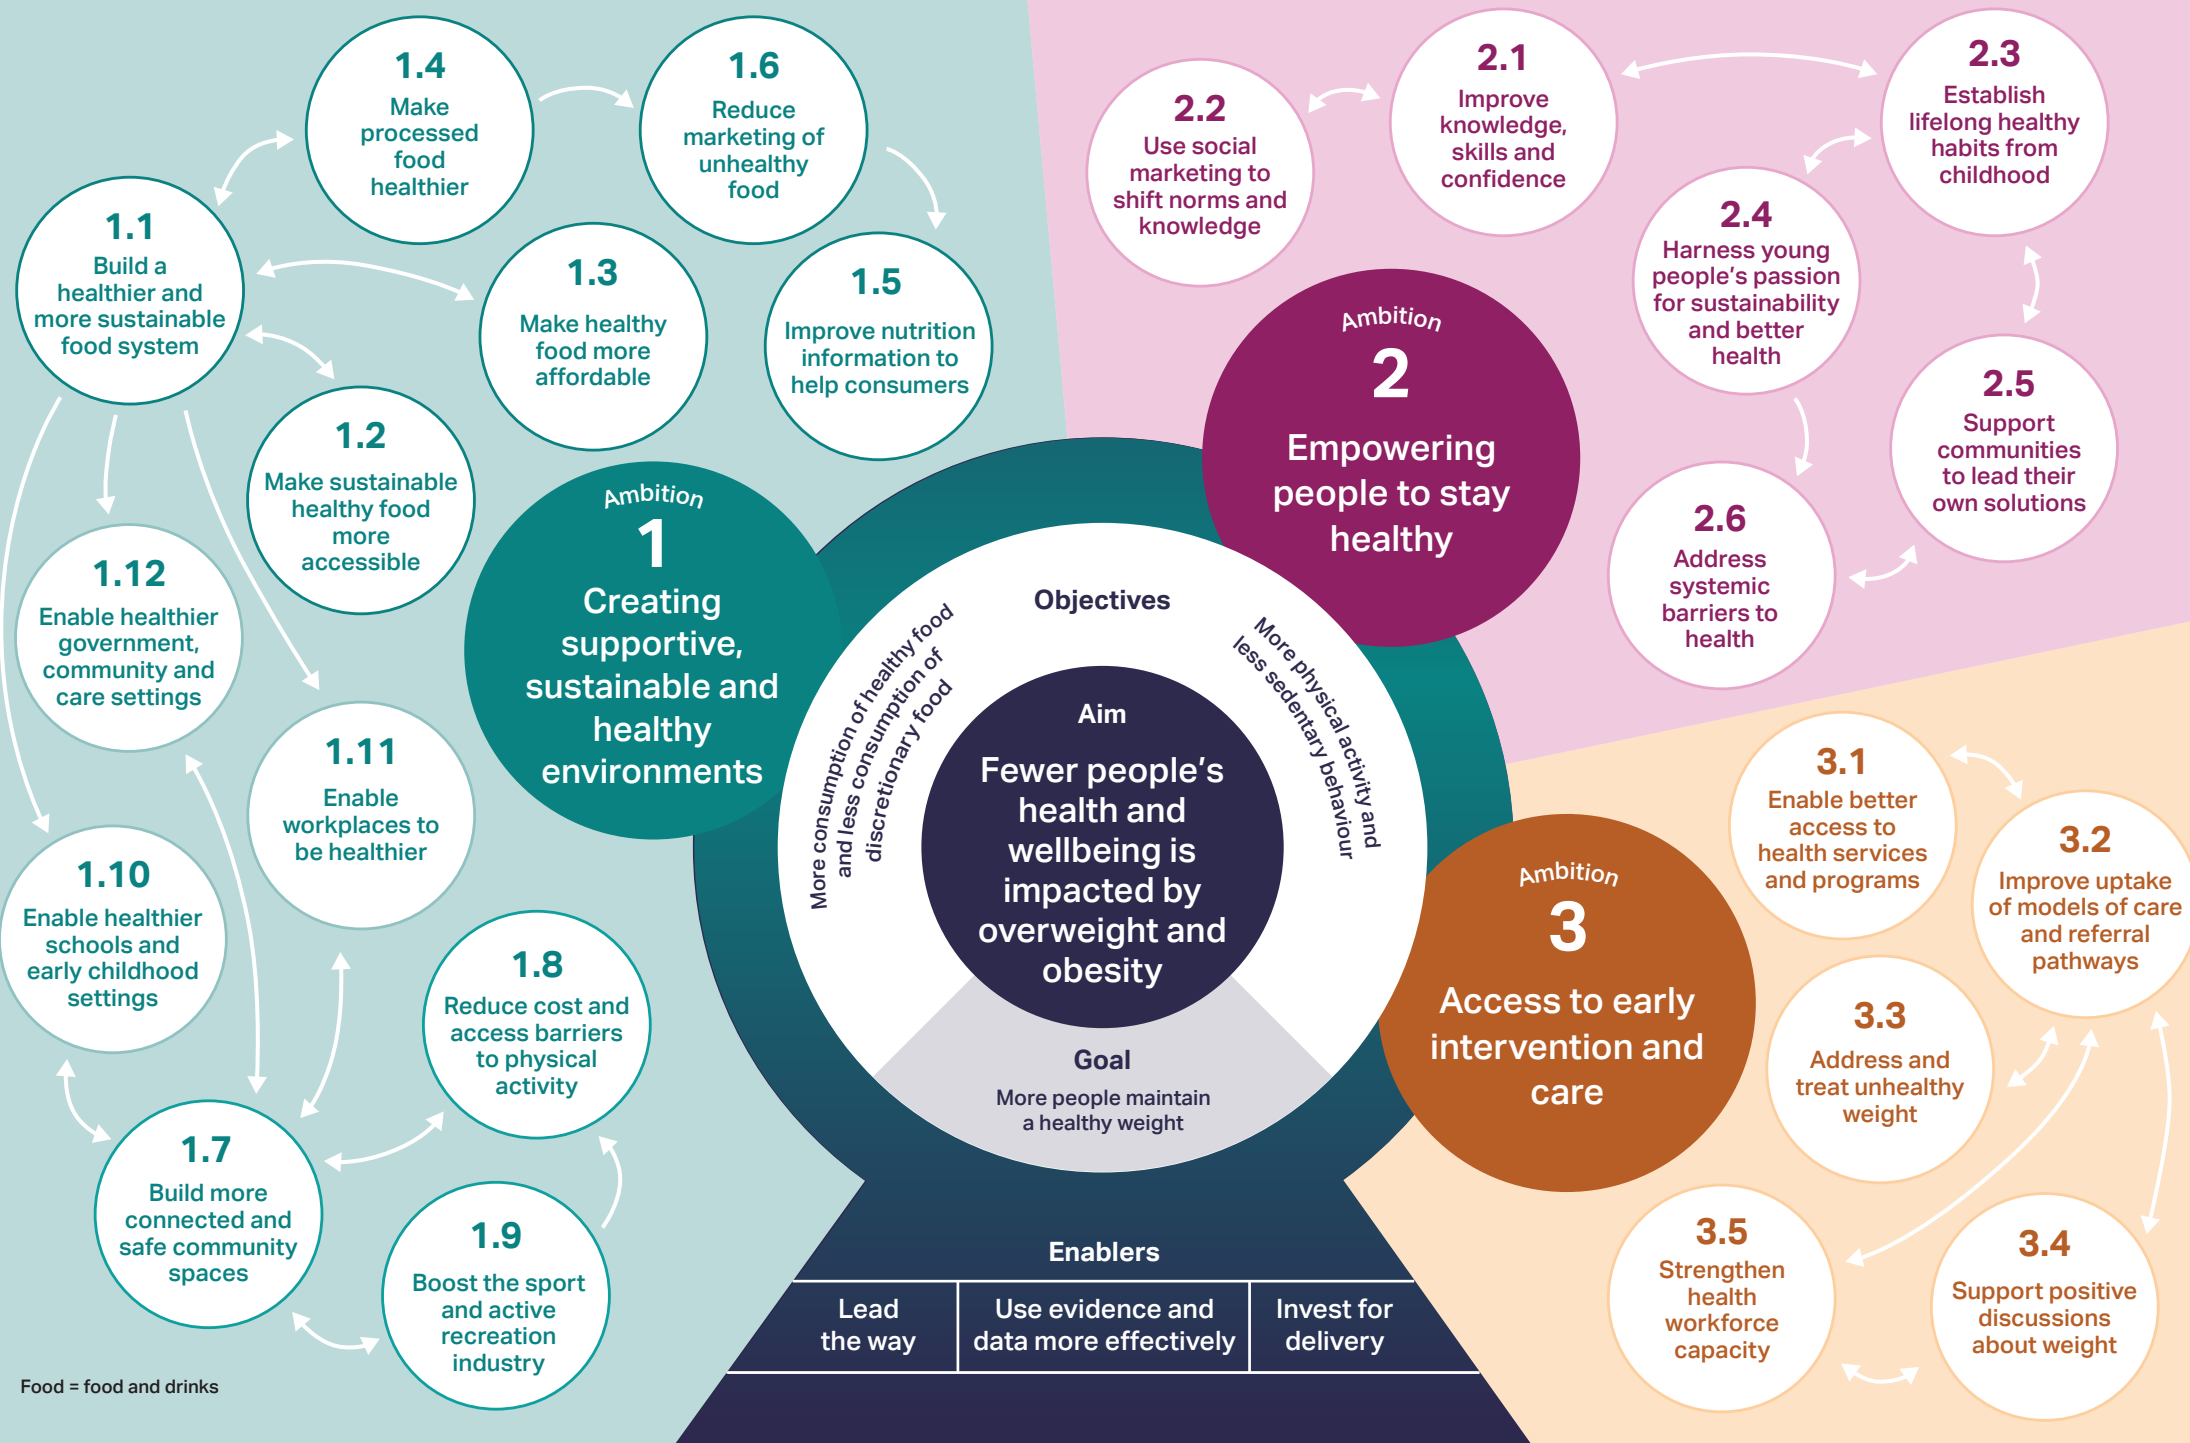 1.4
Make
processed
food
healthier
1.6
Reduce
marketing of
unhealthy
food
1.1
Build a
healthier and
more sustainable
food system
1.3
Make healthy
food more
affordable
1.5
Improve nutrition
information to
help consumers
1.2
Make sustainable
healthy food
more
accessible
1.12
Enable healthier
government,
community and
care settings
1.11
Enable
workplaces to
be healthier
1.10
Enable healthier
schools and
early childhood
settings
1.8
Reduce cost and
access barriers
to physical
activity
1.7
Build more
connected and
safe community
spaces
1.9
Boost the sport
and active
recreation
industry
Food = food and drinks
Ambition
1
Creating
supportive,
sustainable and
healthy
environments
2.2
Use social
marketing to
shift norms and
knowledge
2.1
Improve
knowledge,
skills and
confidence
2.3
Establish
lifelong healthy
habits from
childhood
2.4
Harness young
people's passion
for sustainability
and better
health
2.5
Support
communities
to lead their
own solutions
2.6
Address
systemic
barriers to
health
Ambition
2
Empowering
people to stay
healthy
Objectives
More consumption of healthy food
and less consumption of
discretionary food
More physical activity and
less sedentary behaviour
Aim
Fewer people's
health and
wellbeing is
impacted by
overweight and
obesity
Goal
More people maintain
a healthy weight
Ambition
3
Access to early
intervention and
care
3.1
Enable better
access to
health services
and programs
3.2
Improve uptake
of models of care
and referral
pathways
3.3
Address and
treat unhealthy
weight
3.5
Strengthen
health
workforce
capacity
3.4
Support positive
discussions
about weight
Enablers
Lead
the way
Use evidence and
data more effectively
Invest for
delivery